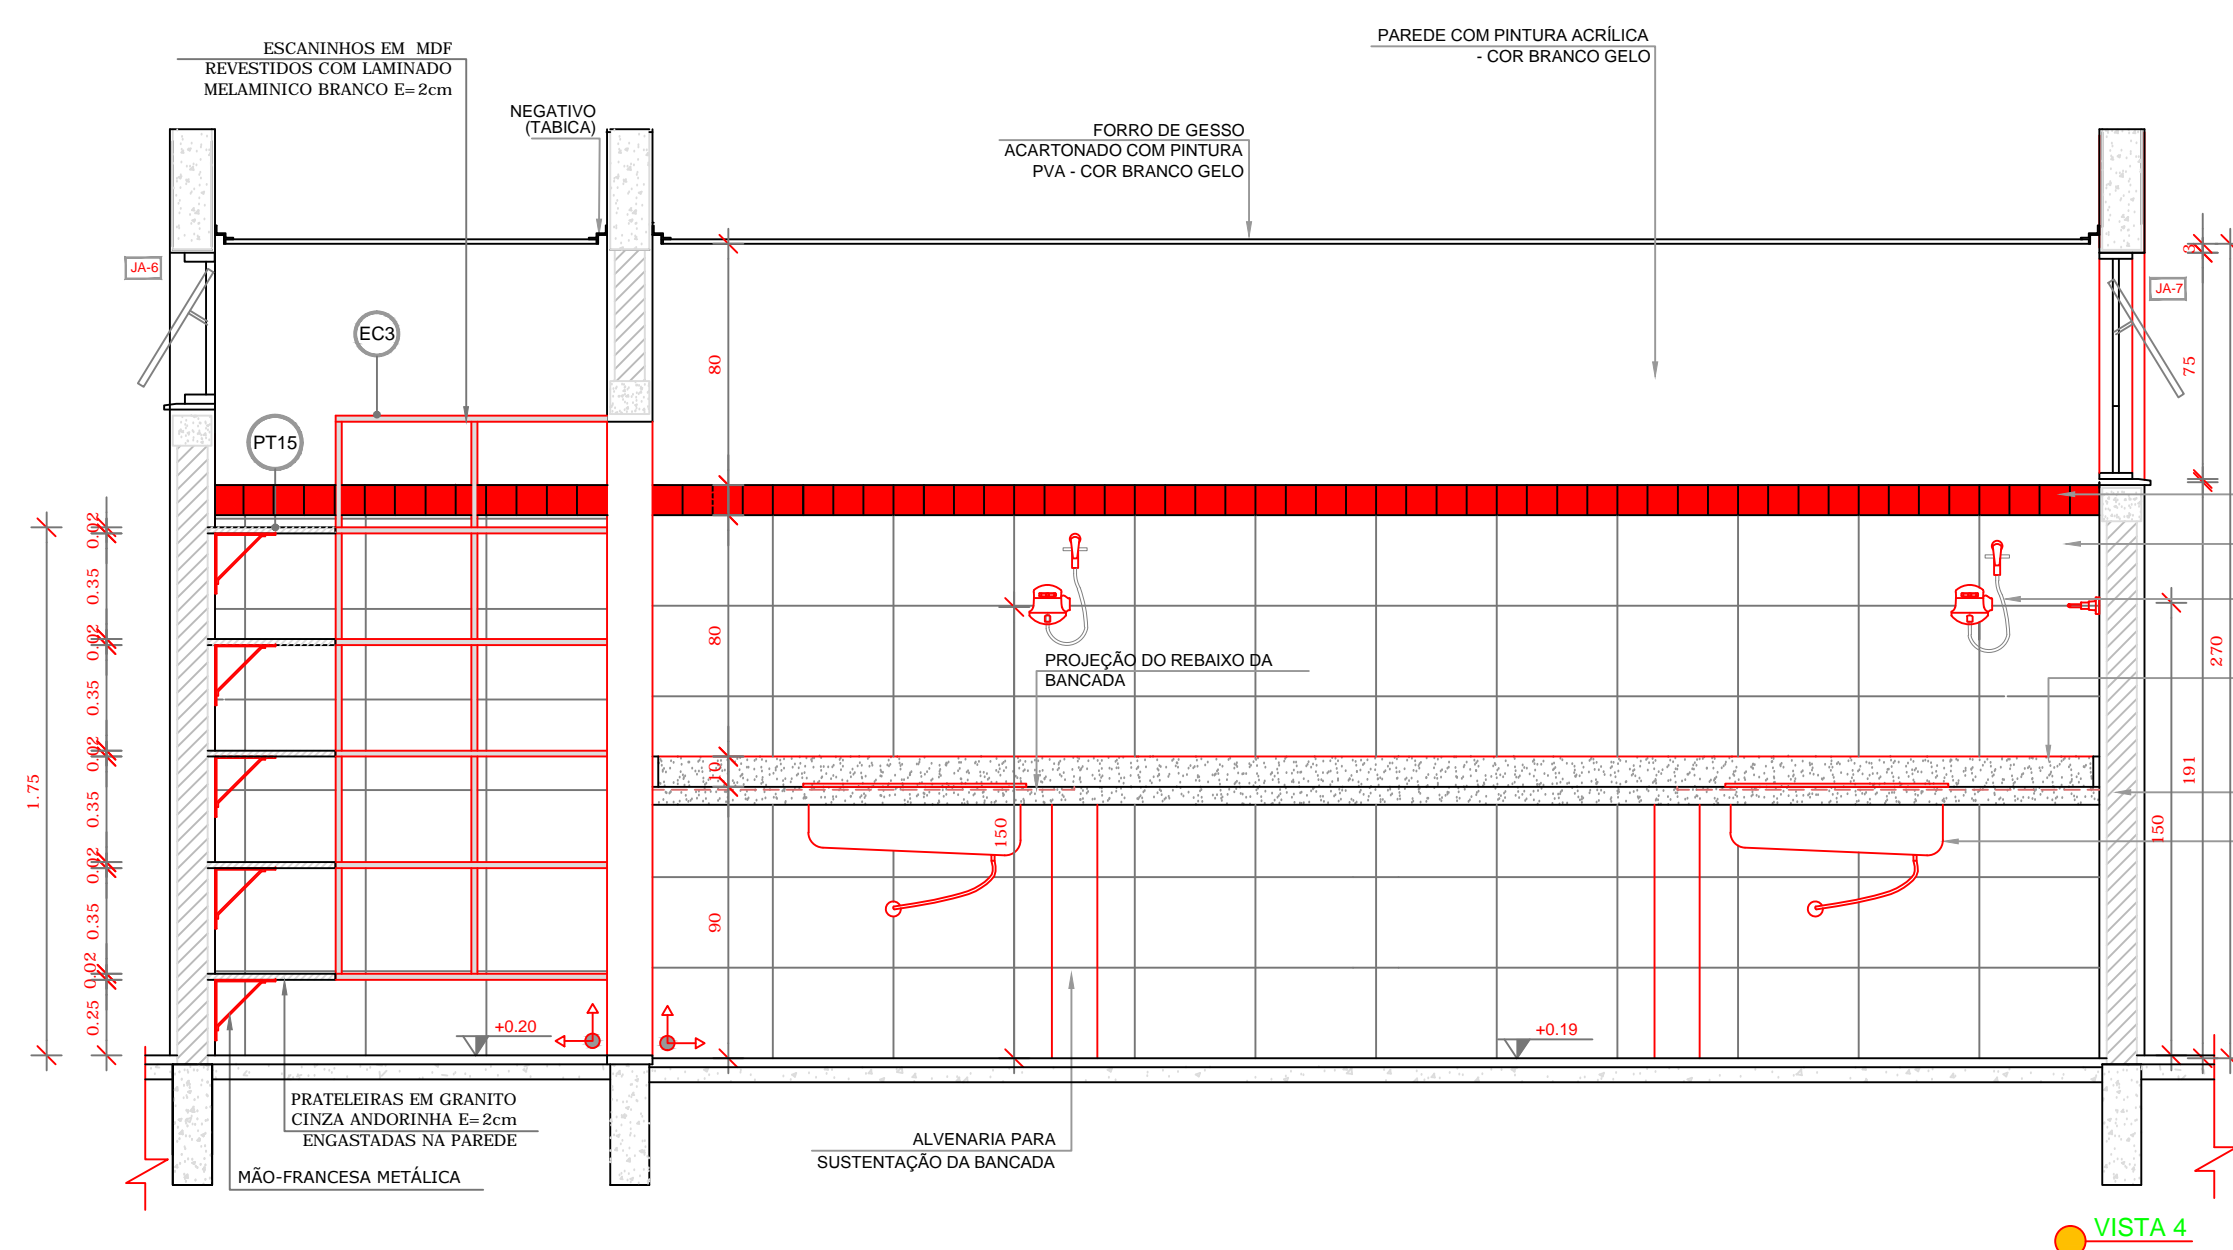 ESCANINHOS EM MDF
REVESTIDOS COM LAMINADO
MELAMINICO BRANCO E=2cm
NEGATIVO
(TABICA)
FORRO DE GESSO
ACARTONADO COM PINTURA
PVA - COR BRANCO GELO
PAREDE COM PINTURA ACRÍLICA
- COR BRANCO GELO
JA-6
JA-7
EC3
PT15
3
75
270
191
150
80
80
10
90
150
1.75
0.02
0.35
0.02
0.35
0.02
0.35
0.02
0.35
0.02
0.25
PROJEÇÃO DO REBAIXO DA
BANCADA
+0.20
+0.19
PRATELEIRAS EM GRANITO
CINZA ANDORINHA E=2cm
ENGASTADAS NA PAREDE
MÃO-FRANCESA METÁLICA
ALVENARIA PARA
SUSTENTAÇÃO DA BANCADA
VISTA 4